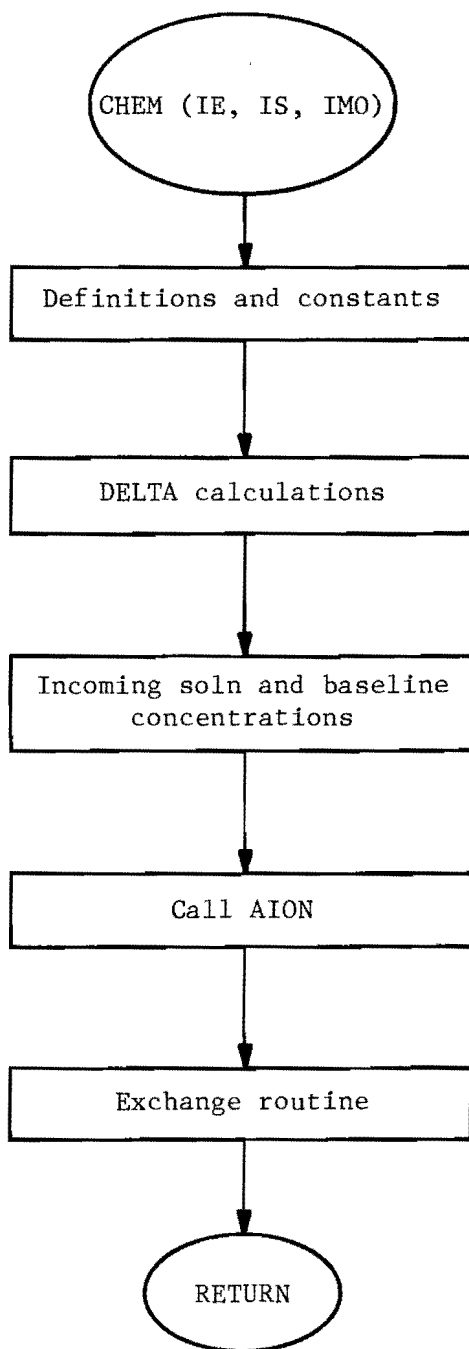 CHEM (IE, IS, IMO)
Definitions and constants
DELTA calculations
Incoming soln and baseline
concentrations
Call AION
Exchange routine
RETURN